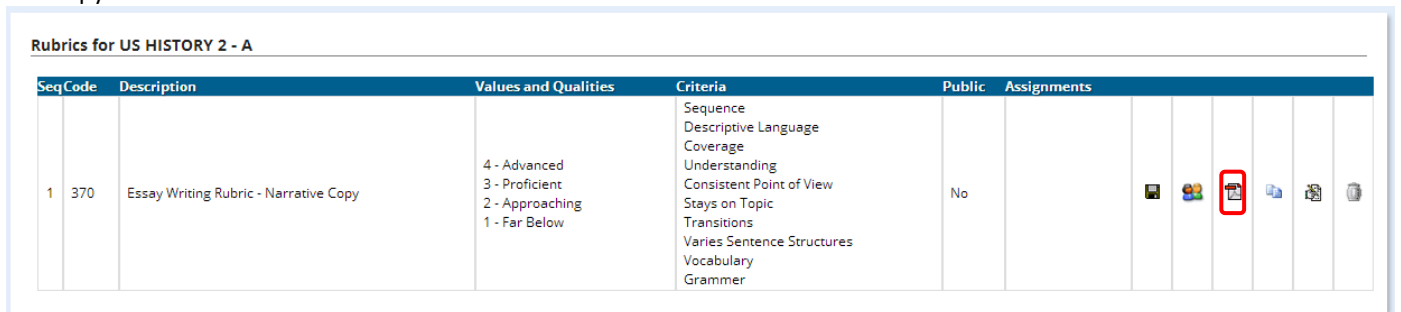 Rubrics for US HISTORY 2 - A
Seq Code Description Values and Qualities Criteria Public Assignments
1 370 Essay Writing Rubric - Narrative Copy
4 - Advanced
3 - Proficient
2 - Approaching
1 - Far Below
Sequence
Descriptive Language
Coverage
Understanding
Consistent Point of View
Stays on Topic
Transitions
Varies Sentence Structures
Vocabulary
Grammer
No